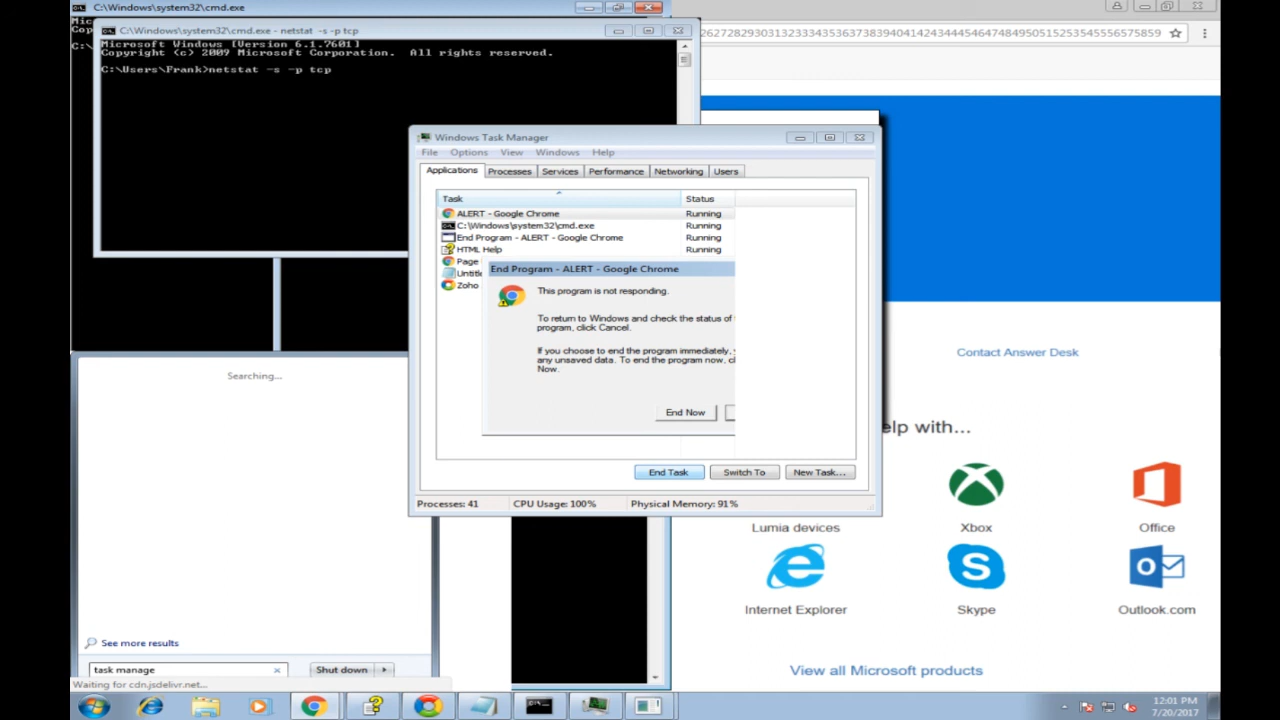 C:\Windows\system32\cmd.exe
C:\Windows\system32\cmd.exe - netstat -s -p tcp
Microsoft Windows [Version 6.1.7601]
Copyright (c) 2009 Microsoft Corporation. All rights reserved.
C:\Users\Frank>netstat -s -p tcp
Mic
Cop
C:\
26272829303132333435363738394041424344454647484950515253545556575859
Windows Task Manager
File Options View Windows Help
Applications Processes Services Performance Networking Users
Task Status
ALERT - Google Chrome Running
C:\Windows\system32\cmd.exe Running
End Program - ALERT - Google Chrome Running
HTML Help Running
Page
Untitle
Zoho
End Program - ALERT - Google Chrome
This program is not responding.
To return to Windows and check the status of
program, click Cancel.
If you choose to end the program immediately,
any unsaved data. To end the program now, cl
Now.
End Now
End Task Switch To New Task...
Processes: 41 CPU Usage: 100% Physical Memory: 91%
Contact Answer Desk
elp with...
Lumia devices Xbox Office
Internet Explorer Skype Outlook.com
View all Microsoft products
Searching...
See more results
task manage
Shut down
Waiting for cdn.jsdelivr.net...
12:01 PM
7/20/2017